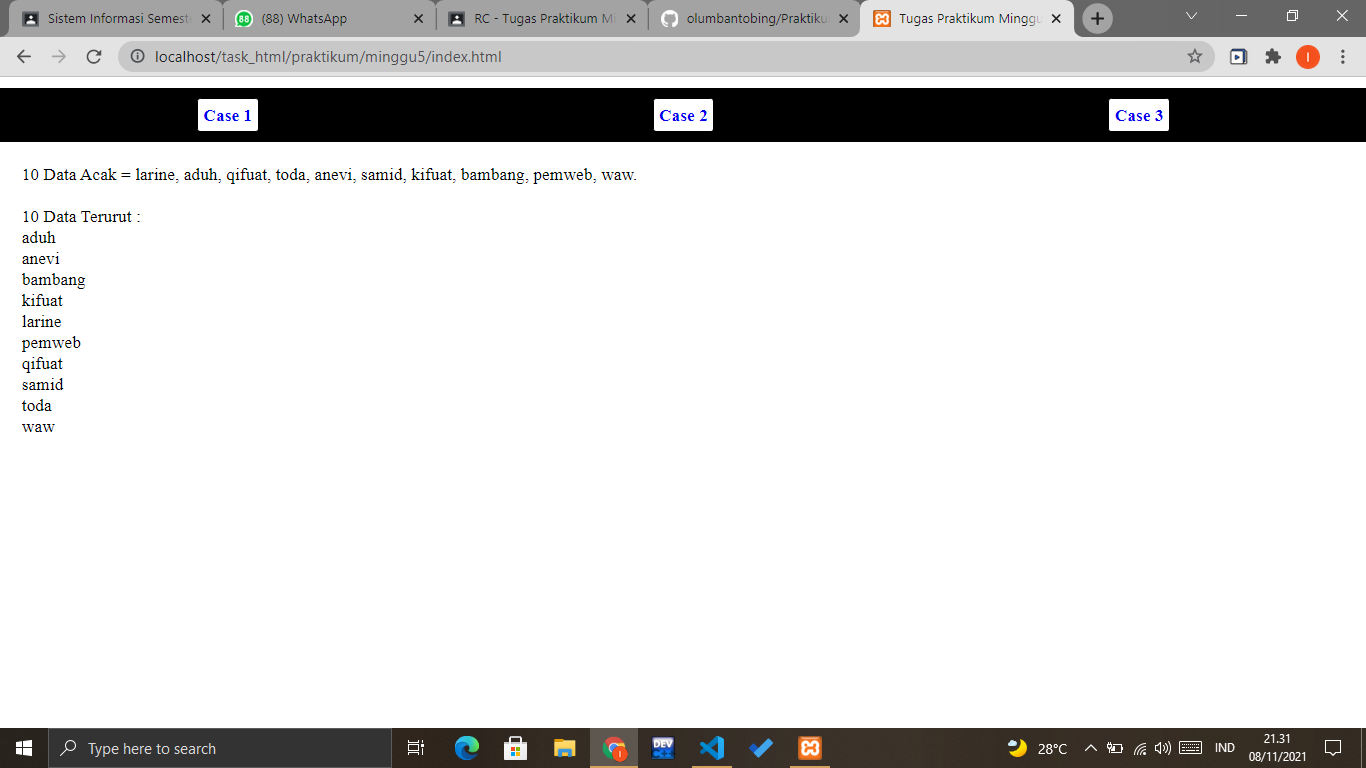 Sistem Informasi Semest
(88) WhatsApp
RC - Tugas Praktikum Mi
olumbantobing/Praktiku
Tugas Praktikum Minggu
localhost/task_html/praktikum/minggu5/index.html
I
Case 1
Case 2
Case 3
10 Data Acak = larine, aduh, qifuat, toda, anevi, samid, kifuat, bambang, pemweb, waw.
10 Data Terurut :
aduh
anevi
bambang
kifuat
larine
pemweb
qifuat
samid
toda
waw
Type here to search
DEV
28°C
IND
21.31
08/11/2021